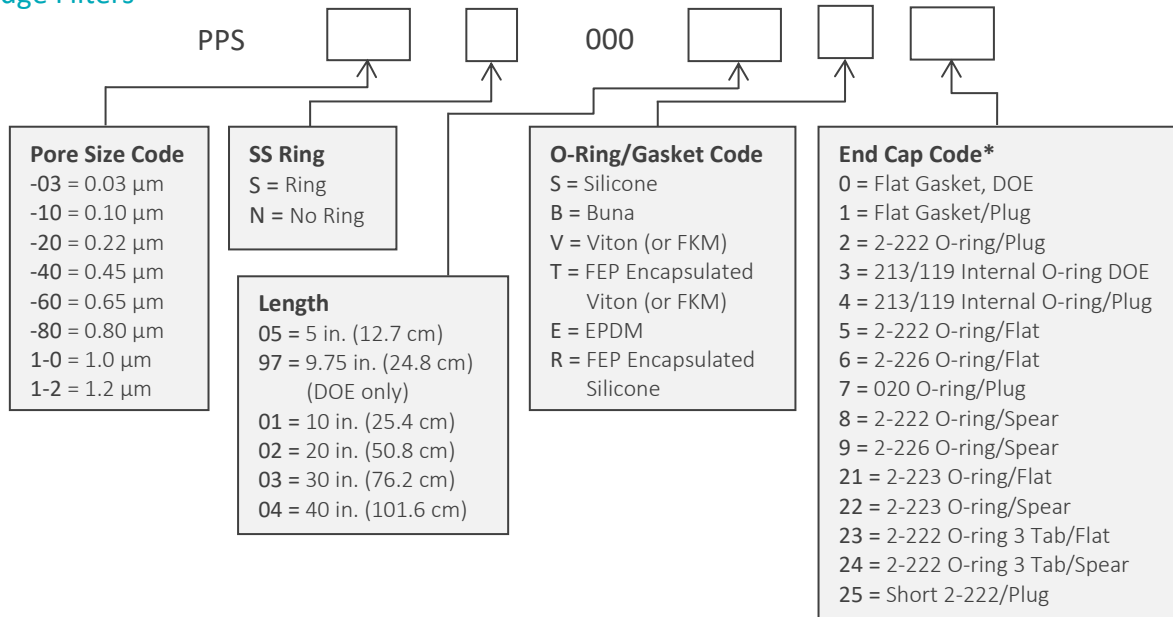 PPS
000
Pore Size Code
-03 = 0.03 µm
-10 = 0.10 µm
-20 = 0.22 µm
-40 = 0.45 µm
-60 = 0.65 µm
-80 = 0.80 µm
1-0 = 1.0 µm
1-2 = 1.2 µm
SS Ring
S = Ring
N = No Ring
Length
05 = 5 in. (12.7 cm)
97 = 9.75 in. (24.8 cm)
(DOE only)
01 = 10 in. (25.4 cm)
02 = 20 in. (50.8 cm)
03 = 30 in. (76.2 cm)
04 = 40 in. (101.6 cm)
O-Ring/Gasket Code
S = Silicone
B = Buna
V = Viton (or FKM)
T = FEP Encapsulated
Viton (or FKM)
E = EPDM
R = FEP Encapsulated
Silicone
End Cap Code*
0 = Flat Gasket, DOE
1 = Flat Gasket/Plug
2 = 2-222 O-ring/Plug
3 = 213/119 Internal O-ring DOE
4 = 213/119 Internal O-ring/Plug
5 = 2-222 O-ring/Flat
6 = 2-226 O-ring/Flat
7 = 020 O-ring/Plug
8 = 2-222 O-ring/Spear
9 = 2-226 O-ring/Spear
21 = 2-223 O-ring/Flat
22 = 2-223 O-ring/Spear
23 = 2-222 O-ring 3 Tab/Flat
24 = 2-222 O-ring 3 Tab/Spear
25 = Short 2-222/Plug